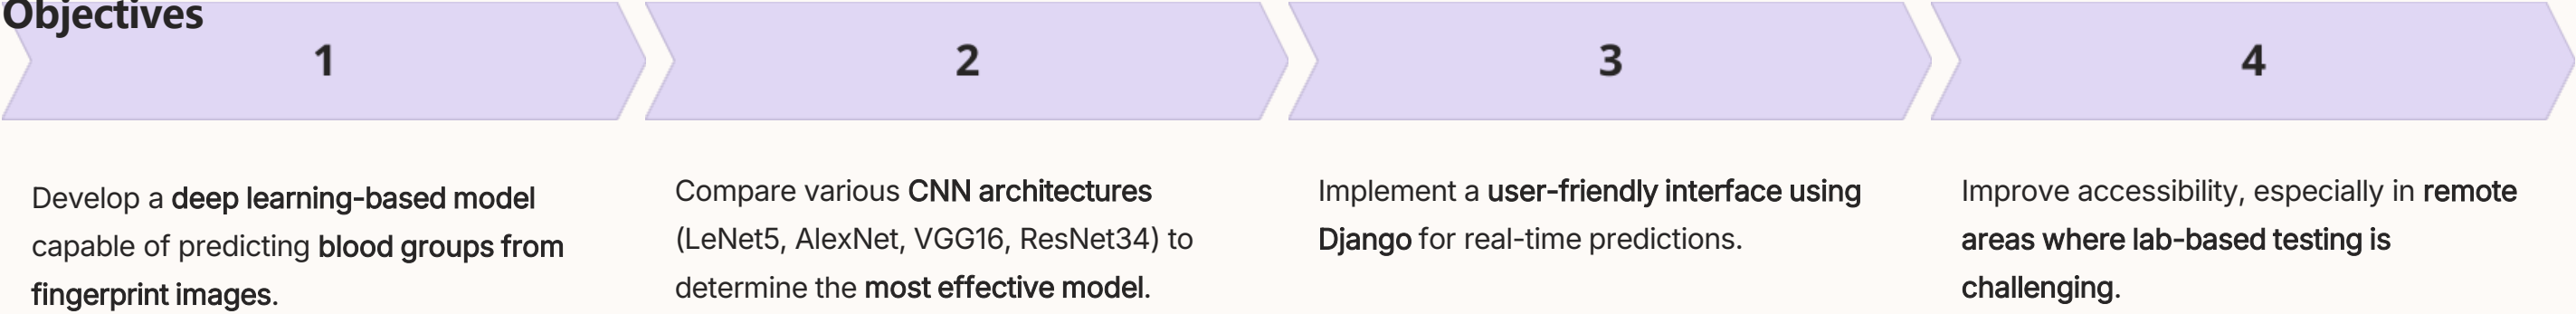 Objectives
1
2
3
4
Develop a deep learning-based model
capable of predicting blood groups from
fingerprint images.
Compare various CNN architectures
(LeNet5, AlexNet, VGG16, ResNet34) to
determine the most effective model.
Implement a user-friendly interface using
Django for real-time predictions.
Improve accessibility, especially in remote
areas where lab-based testing is
challenging.